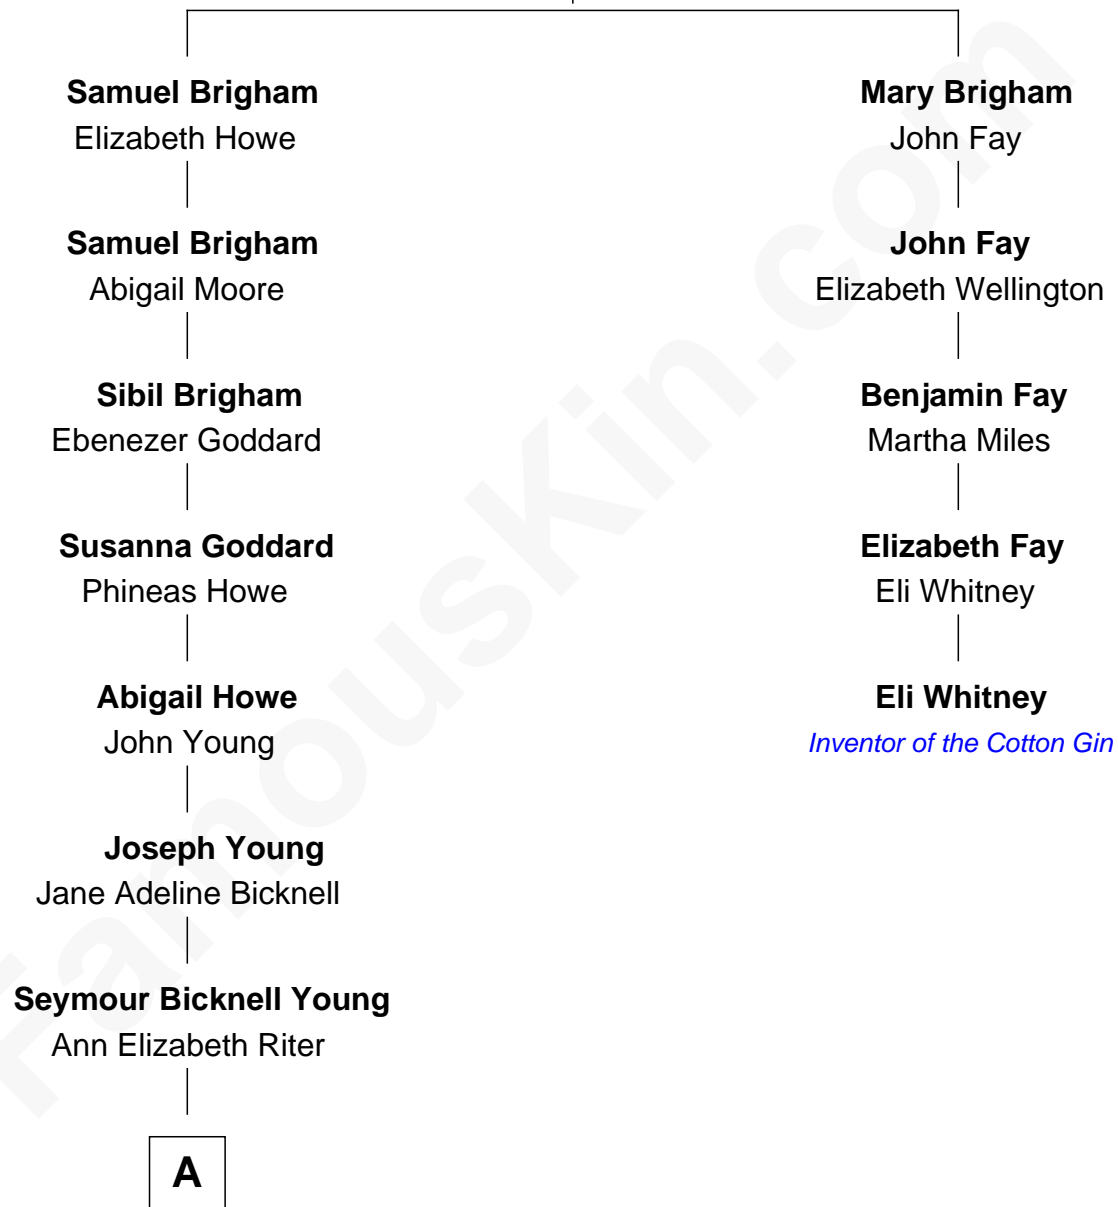 Samuel Brigham
Elizabeth Howe
Samuel Brigham
Abigail Moore
Sibil Brigham
Ebenezer Goddard
Susanna Goddard
Phineas Howe
Abigail Howe
John Young
Joseph Young
Jane Adeline Bicknell
Seymour Bicknell Young
Ann Elizabeth Riter
A
Mary Brigham
John Fay
John Fay
Elizabeth Wellington
Benjamin Fay
Martha Miles
Elizabeth Fay
Eli Whitney
Eli Whitney
Inventor of the Cotton Gin
FamousKin.com